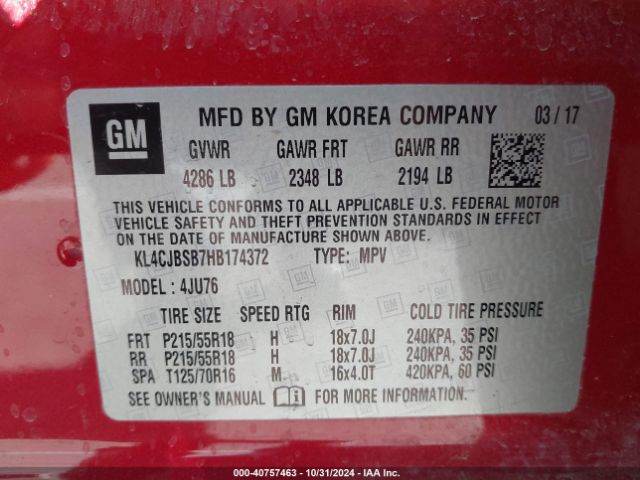 GM
MFD BY GM KOREA COMPANY 03 / 17
GVWR GAWR FRT GAWR RR
4286 LB 2348 LB 2194 LB
THIS VEHICLE CONFORMS TO ALL APPLICABLE U.S. FEDERAL MOTOR
VEHICLE SAFETY AND THEFT PREVENTION STANDARDS IN EFFECT
ON THE DATE OF MANUFACTURE SHOWN ABOVE.
KL4CJBSB7HB174372 TYPE: MPV
MODEL : 4JU76
TIRE SIZE SPEED RTG RIM COLD TIRE PRESSURE
FRT P215/55R18 H 18x7.0J 240KPA, 35 PSI
RR P215/55R18 H 18x7.0J 240KPA, 35 PSI
SPA T125/70R16 M 16x4.0T 420KPA, 60 PSI
SEE OWNER'S MANUAL FOR MORE INFORMATION.
000-40757463 - 10/31/2024 - IAA Inc.